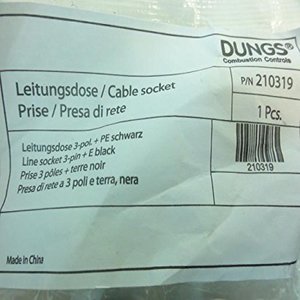 DUNGS®
Combustion Controls
Leitungsdose / Cable socket
P/N 210319
Prise / Presa di rete
1 Pcs.
Leitungsdose 3-pol. + PE schwarz
Line socket 3-pin + E black
Prise 3 pôles + terre noir
Presa di rete a 3 poli e terra, nera
210319
Made in China